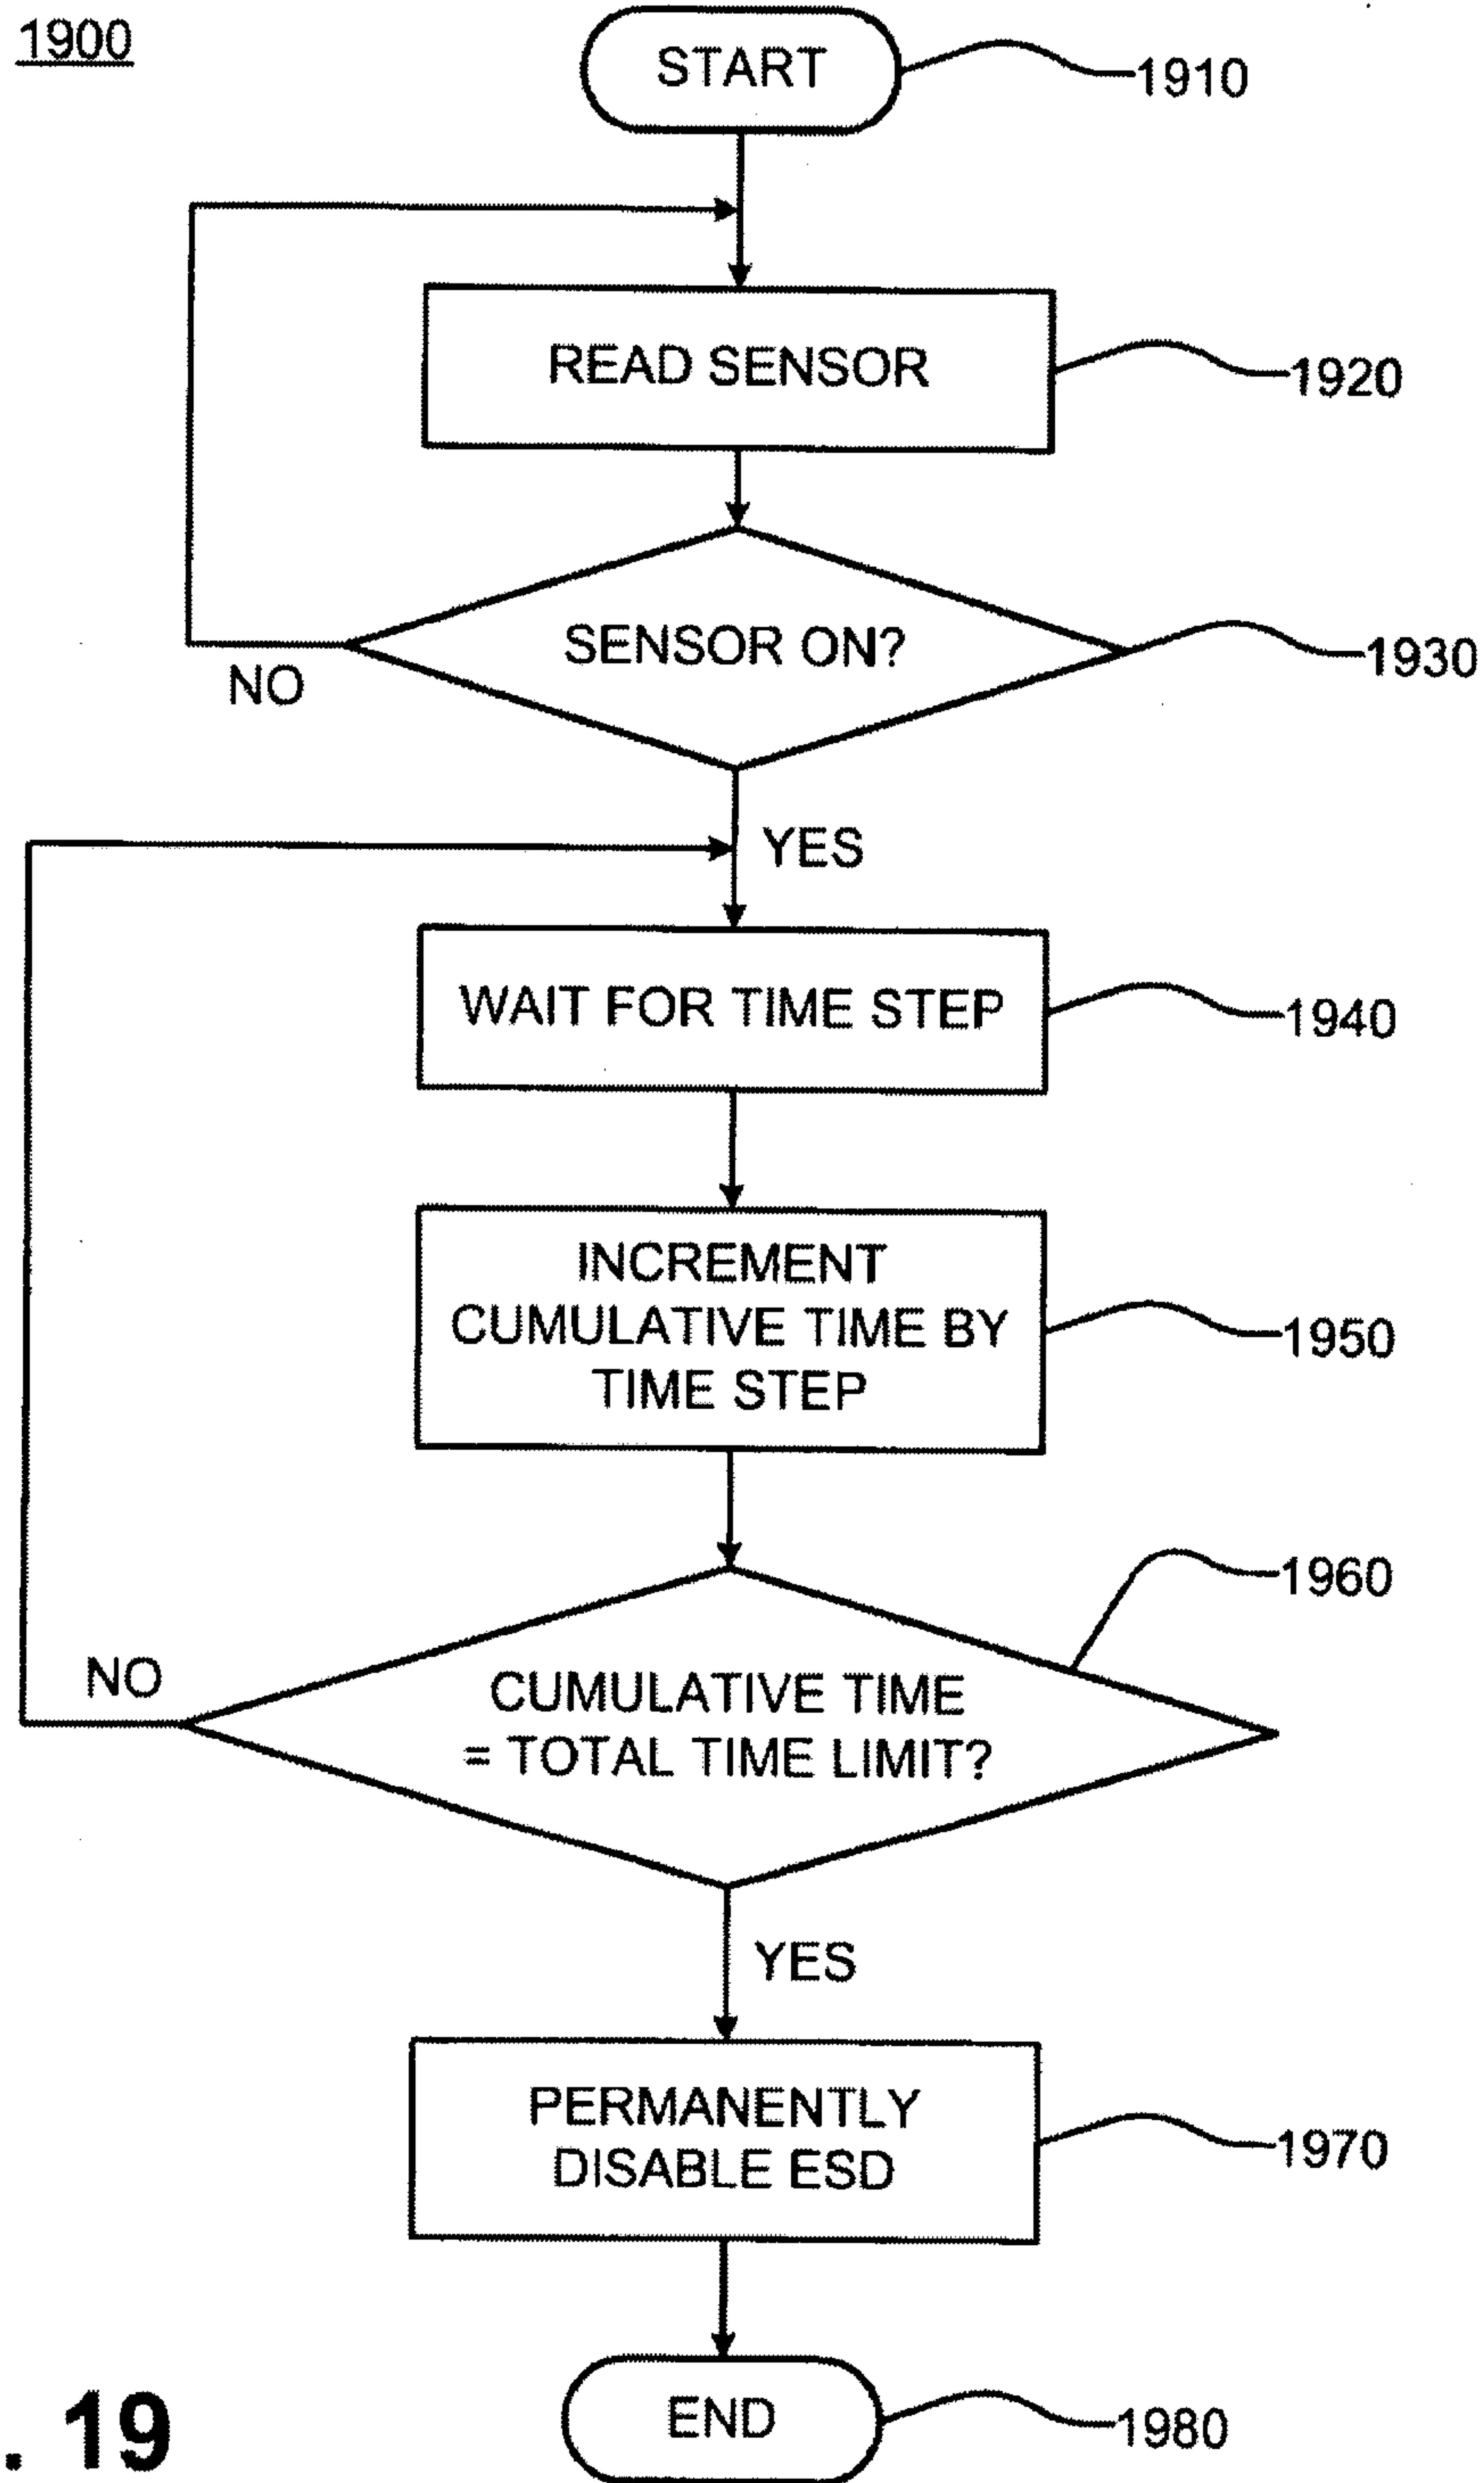 1900
START
1910
READ SENSOR
1920
SENSOR ON?
1930
NO
YES
WAIT FOR TIME STEP
1940
INCREMENT
CUMULATIVE TIME BY
TIME STEP
1950
1960
NO
CUMULATIVE TIME
= TOTAL TIME LIMIT?
YES
PERMANENTLY
DISABLE ESD
1970
END
1980
. 19